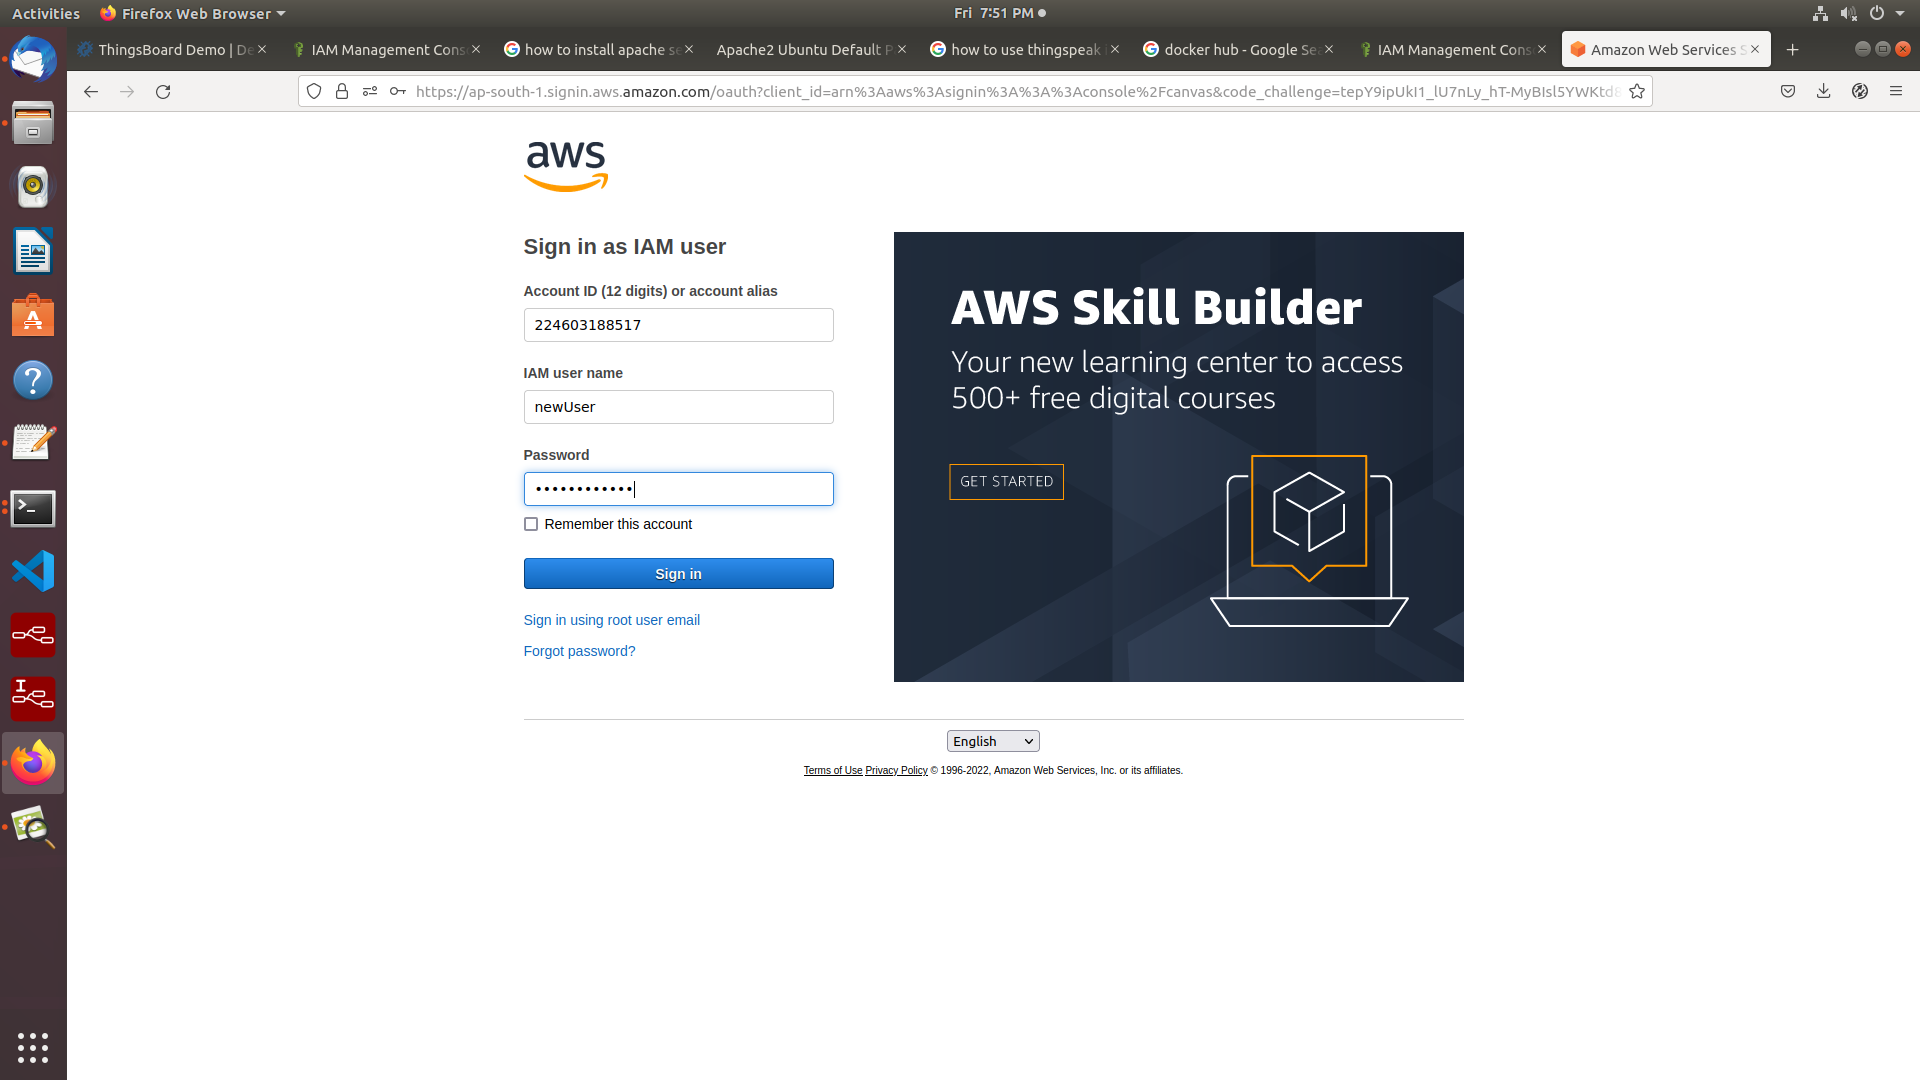 Activities
Firefox Web Browser
Fri 7:51 PM
ThingsBoard Demo | De
IAM Management Cons
how to install apache se
Apache2 Ubuntu Default P
how to use thingspeak i
docker hub - Google Sea
IAM Management Cons
Amazon Web Services S
https://ap-south-1.signin.aws.amazon.com/oauth?client_id=arn%3Aaws%3Asignin%3A%3A%3Aconsole%2Fcanvas&code_challenge=tepY9ipUkI1_lU7nLy_hT-MyBIsl5YWKtd8
aws
Sign in as IAM user
Account ID (12 digits) or account alias
224603188517
IAM user name
newUser
Password
••••••••••••
Remember this account
Sign in
Sign in using root user email
Forgot password?
AWS Skill Builder
Your new learning center to access
500+ free digital courses
GET STARTED
English
Terms of Use Privacy Policy © 1996-2022, Amazon Web Services, Inc. or its affiliates.